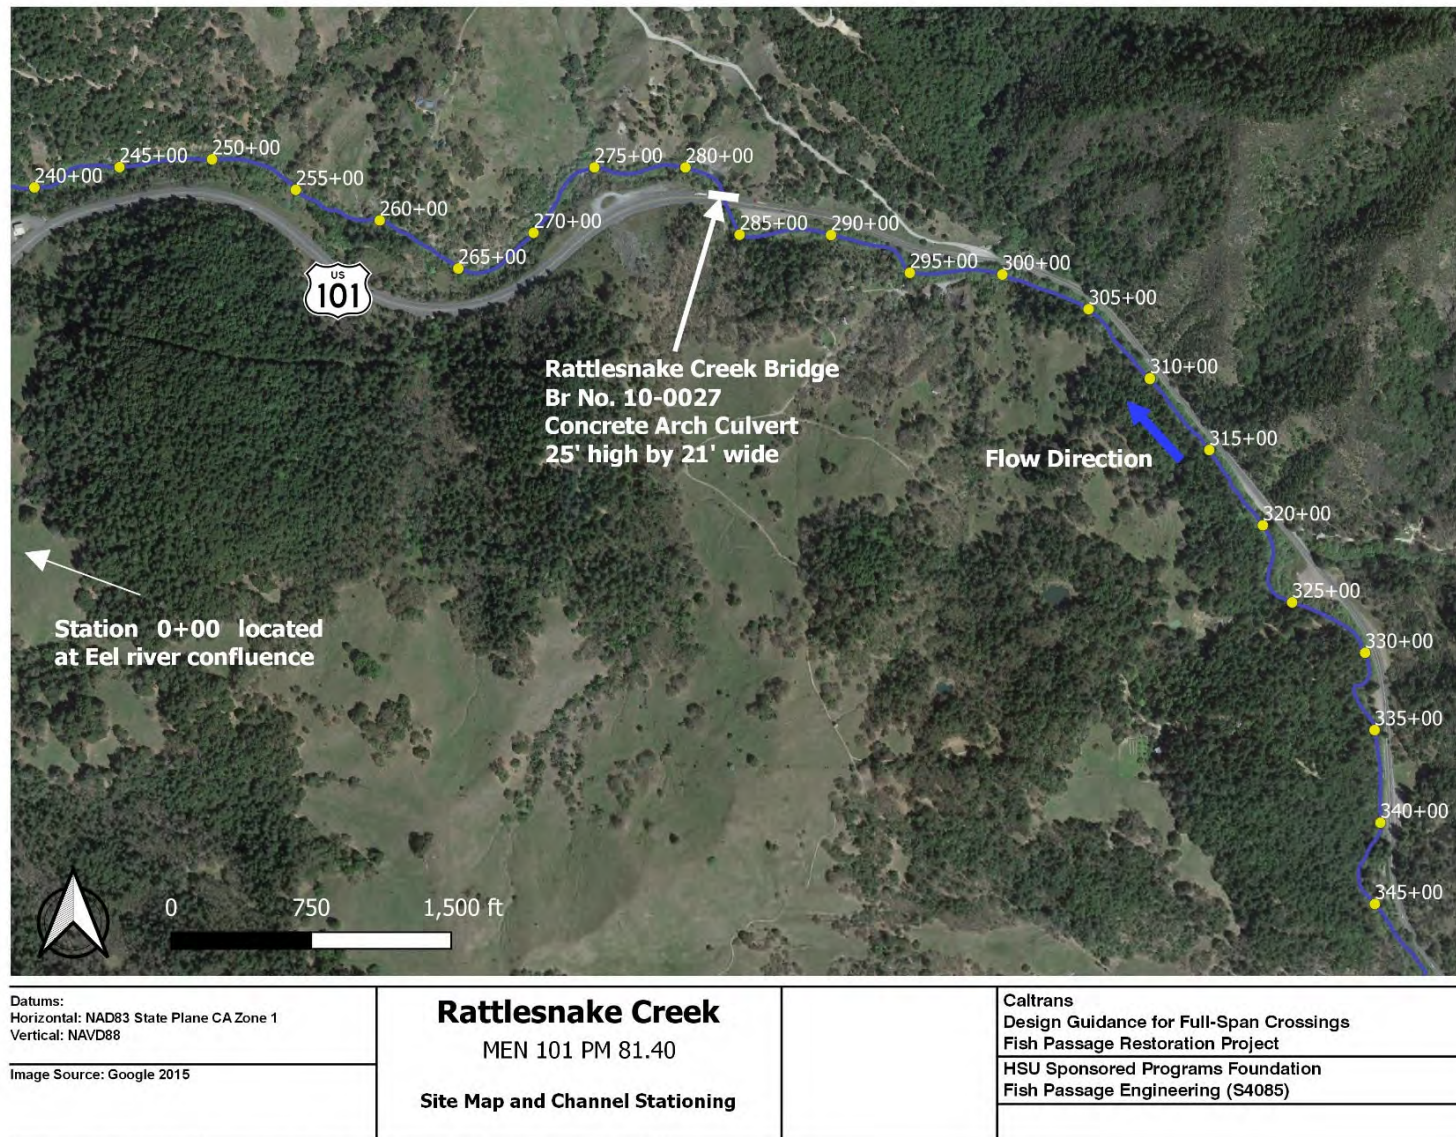 240+00
245+00
250+00
255+00
260+00
265+00
270+00
275+00
280+00
285+00
290+00
295+00
300+00
305+00
310+00
315+00
320+00
325+00
330+00
335+00
340+00
345+00
US
101
Rattlesnake Creek Bridge
Br No. 10-0027
Concrete Arch Culvert
25' high by 21' wide
Flow Direction
Station 0+00 located
at Eel river confluence
0 750 1,500 ft
Datums:
Horizontal: NAD83 State Plane CA Zone 1
Vertical: NAVD88
Image Source: Google 2015
Rattlesnake Creek
MEN 101 PM 81.40
Site Map and Channel Stationing
Caltrans
Design Guidance for Full-Span Crossings
Fish Passage Restoration Project
HSU Sponsored Programs Foundation
Fish Passage Engineering (S4085)